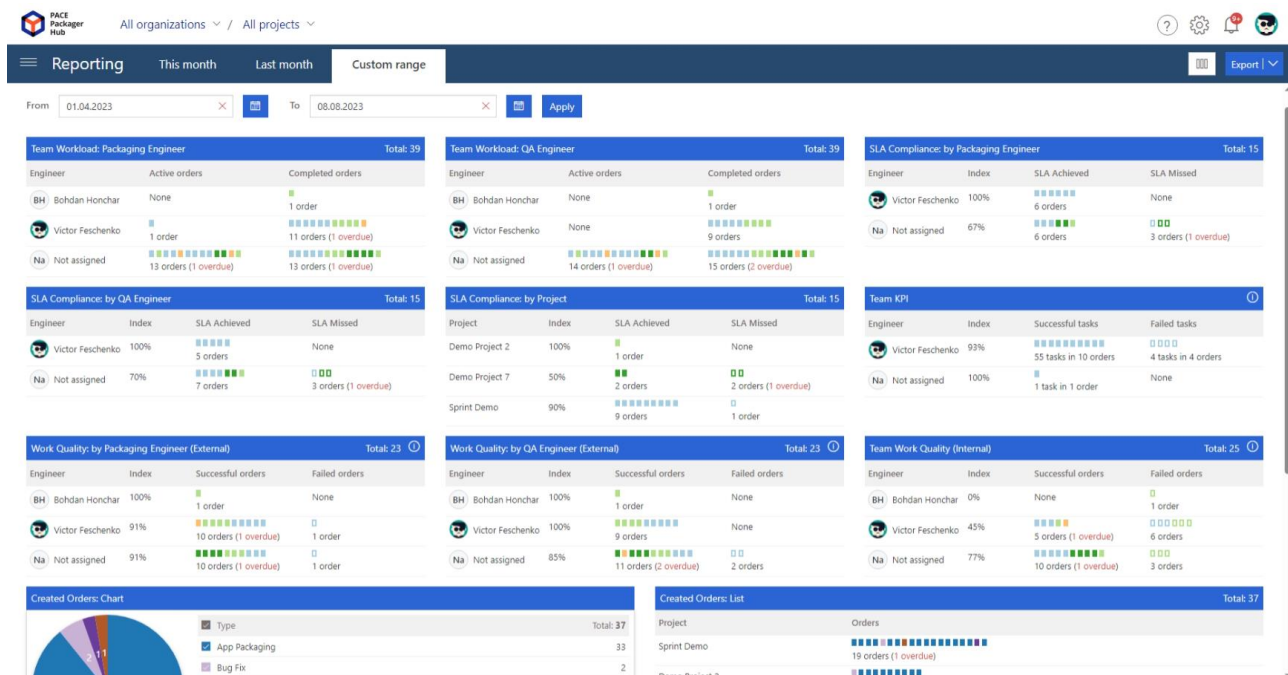 PACE
Packager
Hub
All organizations / All projects
? 9+
Reporting This month Last month Custom range Export
From 01.04.2023 To 08.08.2023 Apply
Team Workload: Packaging Engineer Total: 39
Engineer Active orders Completed orders
BH Bohdan Honchar None 1 order
Victor Feschenko 1 order 11 orders (1 overdue)
Na Not assigned 13 orders (1 overdue) 13 orders (1 overdue)
Team Workload: QA Engineer Total: 39
Engineer Active orders Completed orders
BH Bohdan Honchar None 1 order
Victor Feschenko None 9 orders
Na Not assigned 14 orders (1 overdue) 15 orders (2 overdue)
SLA Compliance: by Packaging Engineer Total: 15
Engineer Index SLA Achieved SLA Missed
Victor Feschenko 100% 6 orders None
Na Not assigned 67% 6 orders 3 orders (1 overdue)
SLA Compliance: by QA Engineer Total: 15
Engineer Index SLA Achieved SLA Missed
Victor Feschenko 100% 5 orders None
Na Not assigned 70% 7 orders 3 orders (1 overdue)
SLA Compliance: by Project Total: 15
Project Index SLA Achieved SLA Missed
Demo Project 2 100% 1 order None
Demo Project 7 50% 2 orders 2 orders (1 overdue)
Sprint Demo 90% 9 orders 1 order
Team KPI
Engineer Index Successful tasks Failed tasks
Victor Feschenko 93% 55 tasks in 10 orders 4 tasks in 4 orders
Na Not assigned 100% 1 task in 1 order None
Work Quality: by Packaging Engineer (External) Total: 23
Engineer Index Successful orders Failed orders
BH Bohdan Honchar 100% 1 order None
Victor Feschenko 91% 10 orders (1 overdue) 1 order
Na Not assigned 91% 10 orders (1 overdue) 1 order
Work Quality: by QA Engineer (External) Total: 23
Engineer Index Successful orders Failed orders
BH Bohdan Honchar 100% 1 order None
Victor Feschenko 100% 9 orders None
Na Not assigned 85% 11 orders (2 overdue) 2 orders
Team Work Quality (Internal) Total: 25
Engineer Index Successful orders Failed orders
BH Bohdan Honchar 0% None 1 order
Victor Feschenko 45% 5 orders (1 overdue) 6 orders
Na Not assigned 77% 10 orders (1 overdue) 3 orders
Created Orders: Chart
2 1 1
Type Total: 37
App Packaging 33
Bug Fix 2
Created Orders: List Total: 37
Project Orders
Sprint Demo 19 orders (1 overdue)